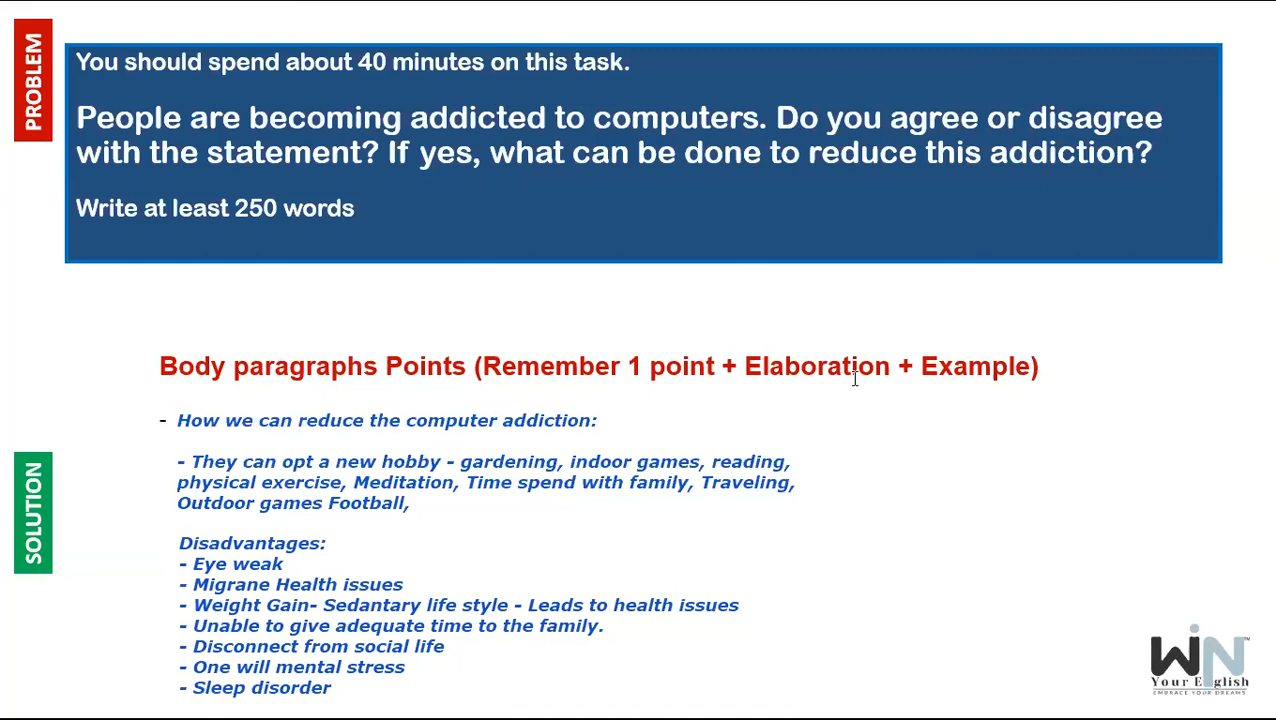 PROBLEM
You should spend about 40 minutes on this task.
People are becoming addicted to computers. Do you agree or disagree
with the statement? If yes, what can be done to reduce this addiction?
Write at least 250 words
Body paragraphs Points (Remember 1 point + Elaboration + Example)
- How we can reduce the computer addiction:
SOLUTION
- They can opt a new hobby - gardening, indoor games, reading,
physical exercise, Meditation, Time spend with family, Traveling,
Outdoor games Football,
Disadvantages:
- Eye weak
- Migrane Health issues
- Weight Gain- Sedantary life style - Leads to health issues
- Unable to give adequate time to the family.
- Disconnect from social life
- One will mental stress
- Sleep disorder
WiN™
Your English
EMBRACE YOUR DREAMS